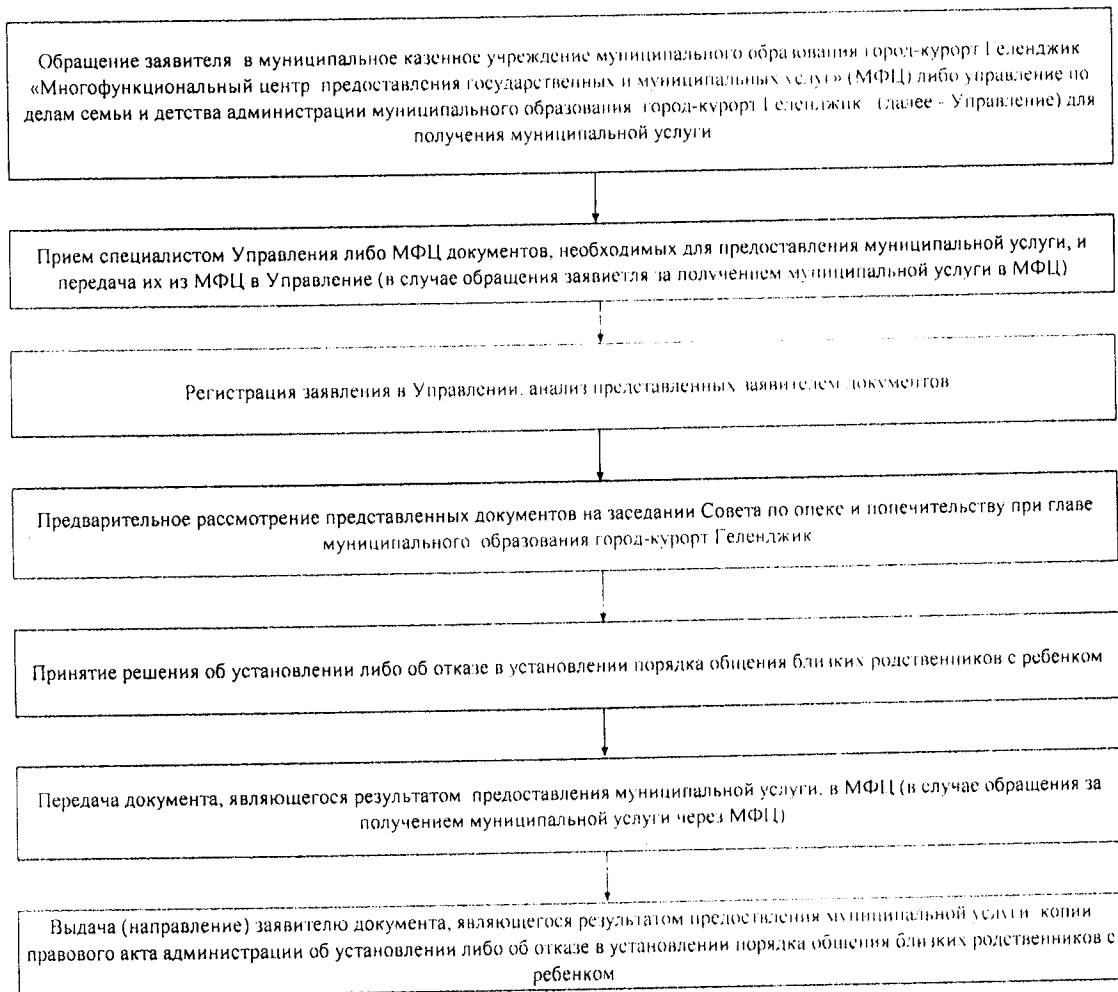 Обращение заявителя в муниципальное казенное учреждение муниципального образования город-курорт Геленджик
«Многофункциональный центр предоставления государственных и муниципальных услуг» (МФЦ) либо управление по
делам семьи и детства администрации муниципального образования город-курорт Геленджик (далее - Управление) для
получения муниципальной услуги
Прием специалистом Управления либо МФЦ документов, необходимых для предоставления муниципальной услуги, и
передача их из МФЦ в Управление (в случае обращения заявиетля за получением муниципальной услуги в МФЦ)
Регистрация заявления в Управлении, анализ представленных заявителем документов
Предварительное рассмотрение представленных документов на заседании Совета по опеке и попечительству при главе
муниципального образования город-курорт Геленджик
Принятие решения об установлении либо об отказе в установлении порядка общения близких родственников с ребенком
Передача документа, являющегося результатом предоставления муниципальной услуги, в МФЦ (в случае обращения за
получением муниципальной услуги через МФЦ)
Выдача (направление) заявителю документа, являющегося результатом предоствления муниципальной услуги копии
правового акта администрации об установлении либо об отказе в установлении порядка общения близких родственников с
ребенком